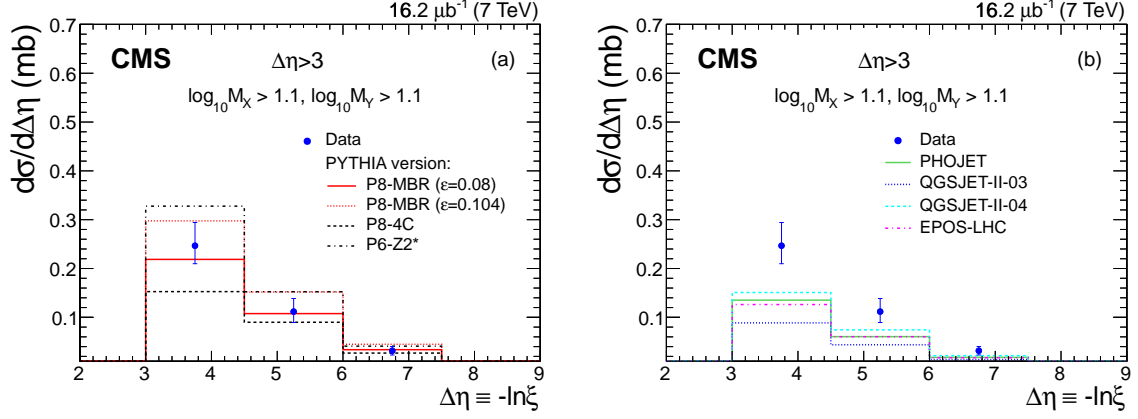 16.2 μb⁻¹ (7 TeV)
CMS
Δη>3
(a)
log₁₀M_X > 1.1, log₁₀M_Y > 1.1
Data
PYTHIA version:
P8-MBR (ε=0.08)
P8-MBR (ε=0.104)
P8-4C
P6-Z2*
dσ/dΔη (mb)
0.7
0.6
0.5
0.4
0.3
0.2
0.1
2 3 4 5 6 7 8 9
Δη ≡ -lnξ
16.2 μb⁻¹ (7 TeV)
CMS
Δη>3
(b)
log₁₀M_X > 1.1, log₁₀M_Y > 1.1
Data
PHOJET
QGSJET-II-03
QGSJET-II-04
EPOS-LHC
dσ/dΔη (mb)
0.7
0.6
0.5
0.4
0.3
0.2
0.1
2 3 4 5 6 7 8 9
Δη ≡ -lnξ